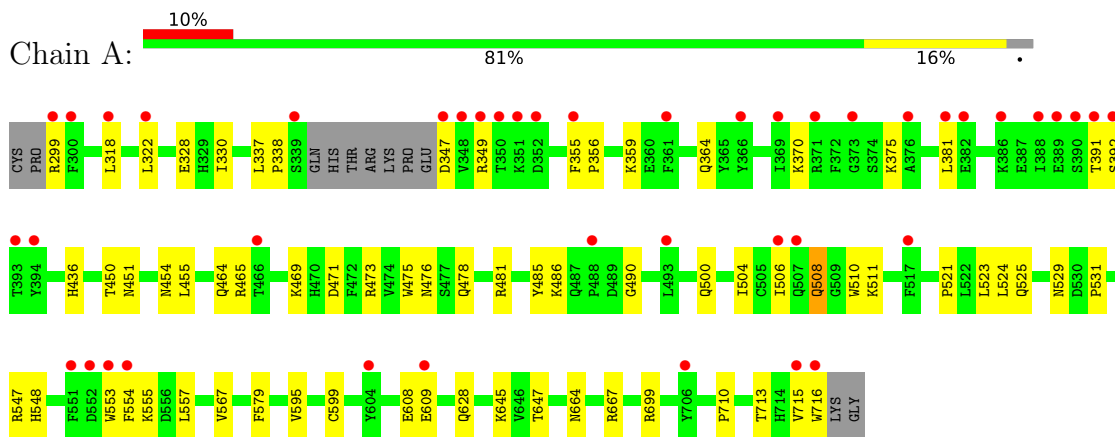 10%
Chain A:
81% 16%
CYS PRO R299 F300 L318 L322 E328 H329 I330 L337 P338 S339 GLN HIS THR ARG LYS PRO GLU D347 V348 R349 T350 K351 D352 F355 P356 K359 E360 F361 Q364 Y365 Y366 I369 K370 R371 F372 G373 S374 K375 A376 L381 E382 K386 E387 I388 E389 S390 T391 S392
T393 Y394 H436 T450 N451 N454 L455 Q464 R465 T466 K469 H470 D471 F472 R473 V474 W475 N476 S477 Q478 R481 Y485 K486 Q487 P488 D489 G490 L493 Q500 I504 C505 I506 Q507 Q508 G509 W510 K511 F517 P521 L522 L523 L524 Q525 N529 D530 P531
R547 H548 F551 D552 W553 F554 K555 D556 L557 V567 F579 V595 C599 Y604 E608 E609 Q628 K645 V646 T647 N664 R667 R699 Y706 P710 T713 H714 V715 W716 LYS GLY